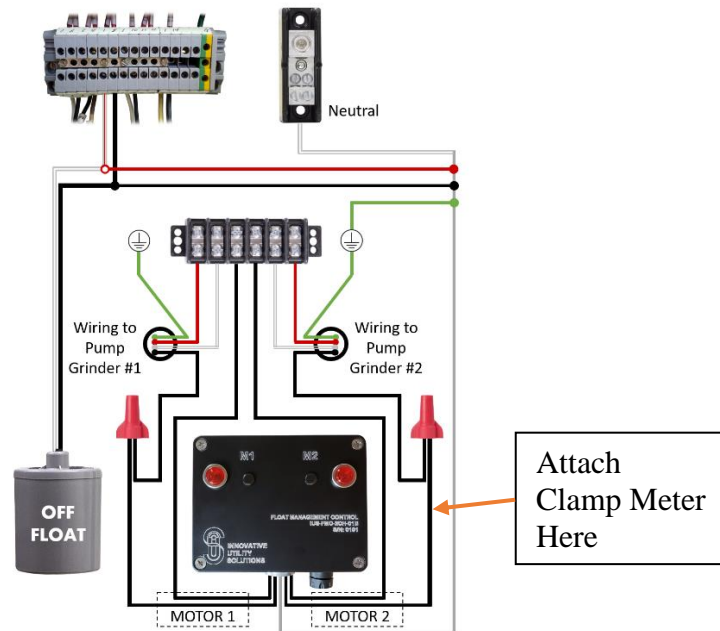 Neutral
Wiring to
Pump
Grinder #1
Wiring to
Pump
Grinder #2
OFF
FLOAT
M1
M2
FLOAT MANAGEMENT CONTROL
INNOVATIVE
UTILITY
SOLUTIONS
MOTOR 1
MOTOR 2
Attach
Clamp Meter
Here